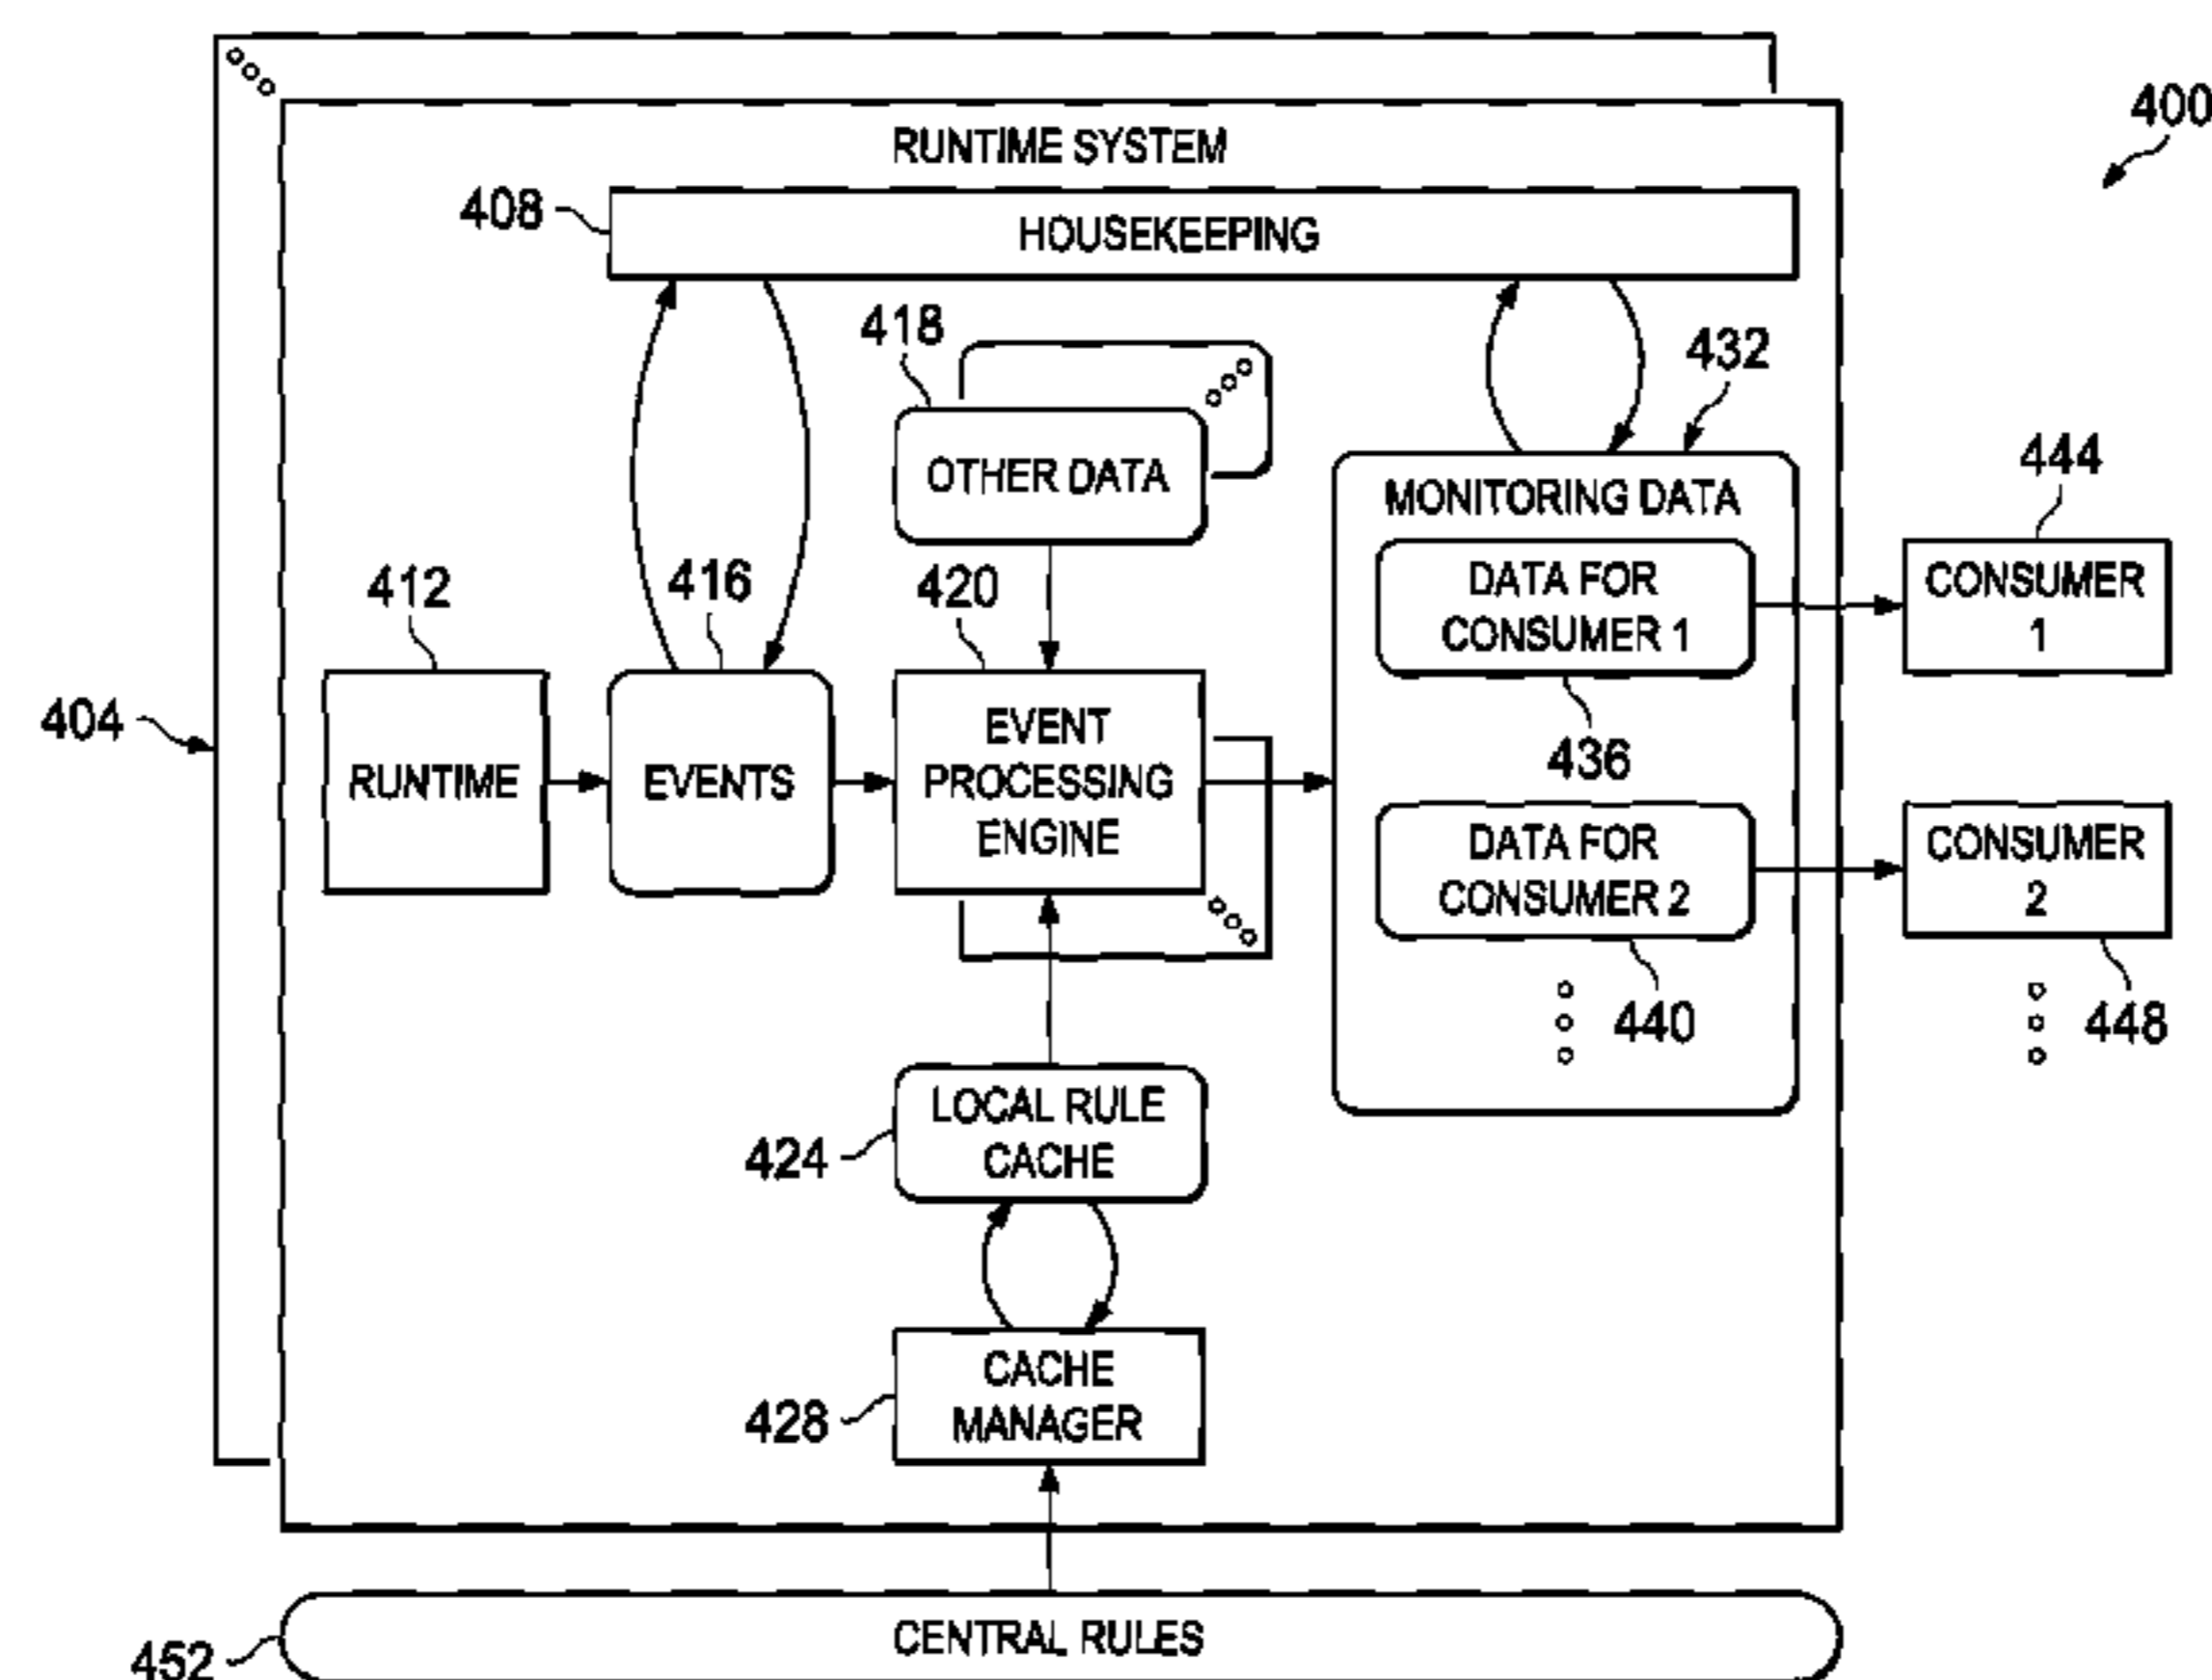 400
RUNTIME SYSTEM
408
HOUSEKEEPING
418
432
OTHER DATA
MONITORING DATA
444
412
416
420
DATA FOR
CONSUMER 1
CONSUMER
1
404
RUNTIME
EVENTS
EVENT
PROCESSING
ENGINE
436
DATA FOR
CONSUMER 2
CONSUMER
2
440
448
LOCAL RULE
CACHE
424
CACHE
MANAGER
428
CENTRAL RULES
452